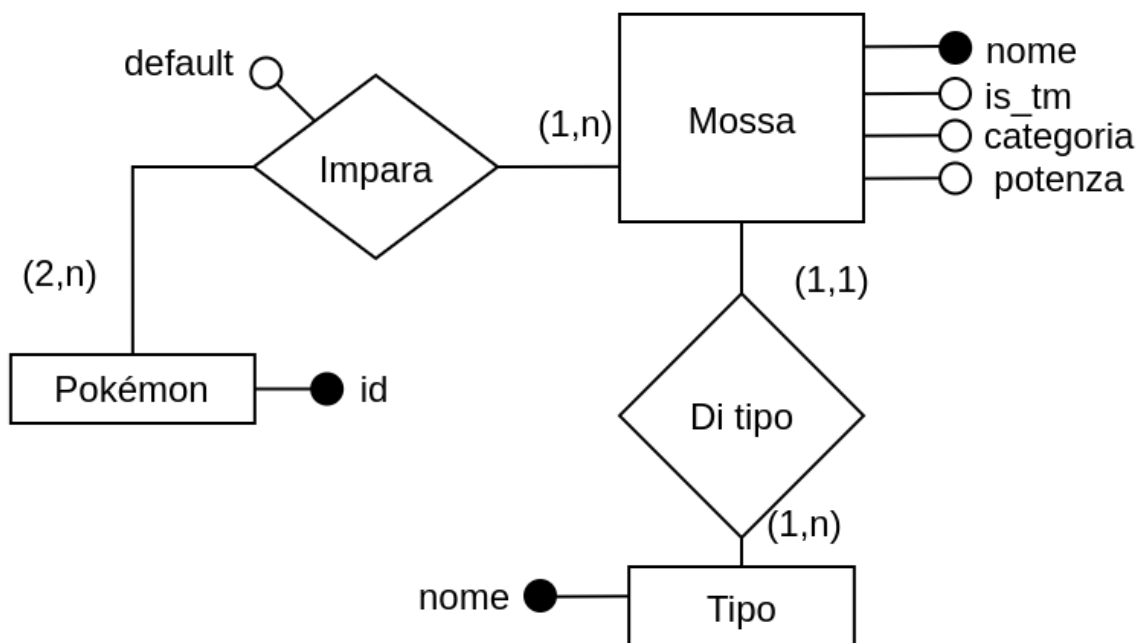 default
Impara
(1,n)
Mossa
nome
is_tm
categoria
potenza
(2,n)
(1,1)
Pokémon
id
Di tipo
(1,n)
nome
Tipo